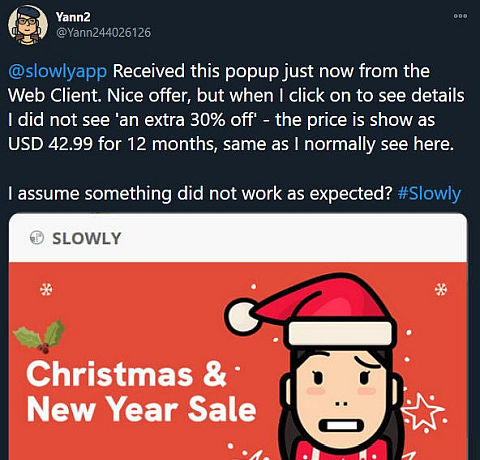 Yann2
@Yann244026126
@slowlyapp Received this popup just now from the
Web Client. Nice offer, but when I click on to see details
I did not see 'an extra 30% off' - the price is show as
USD 42.99 for 12 months, same as I normally see here.
I assume something did not work as expected? #Slowly
SLOWLY
Christmas &
New Year Sale